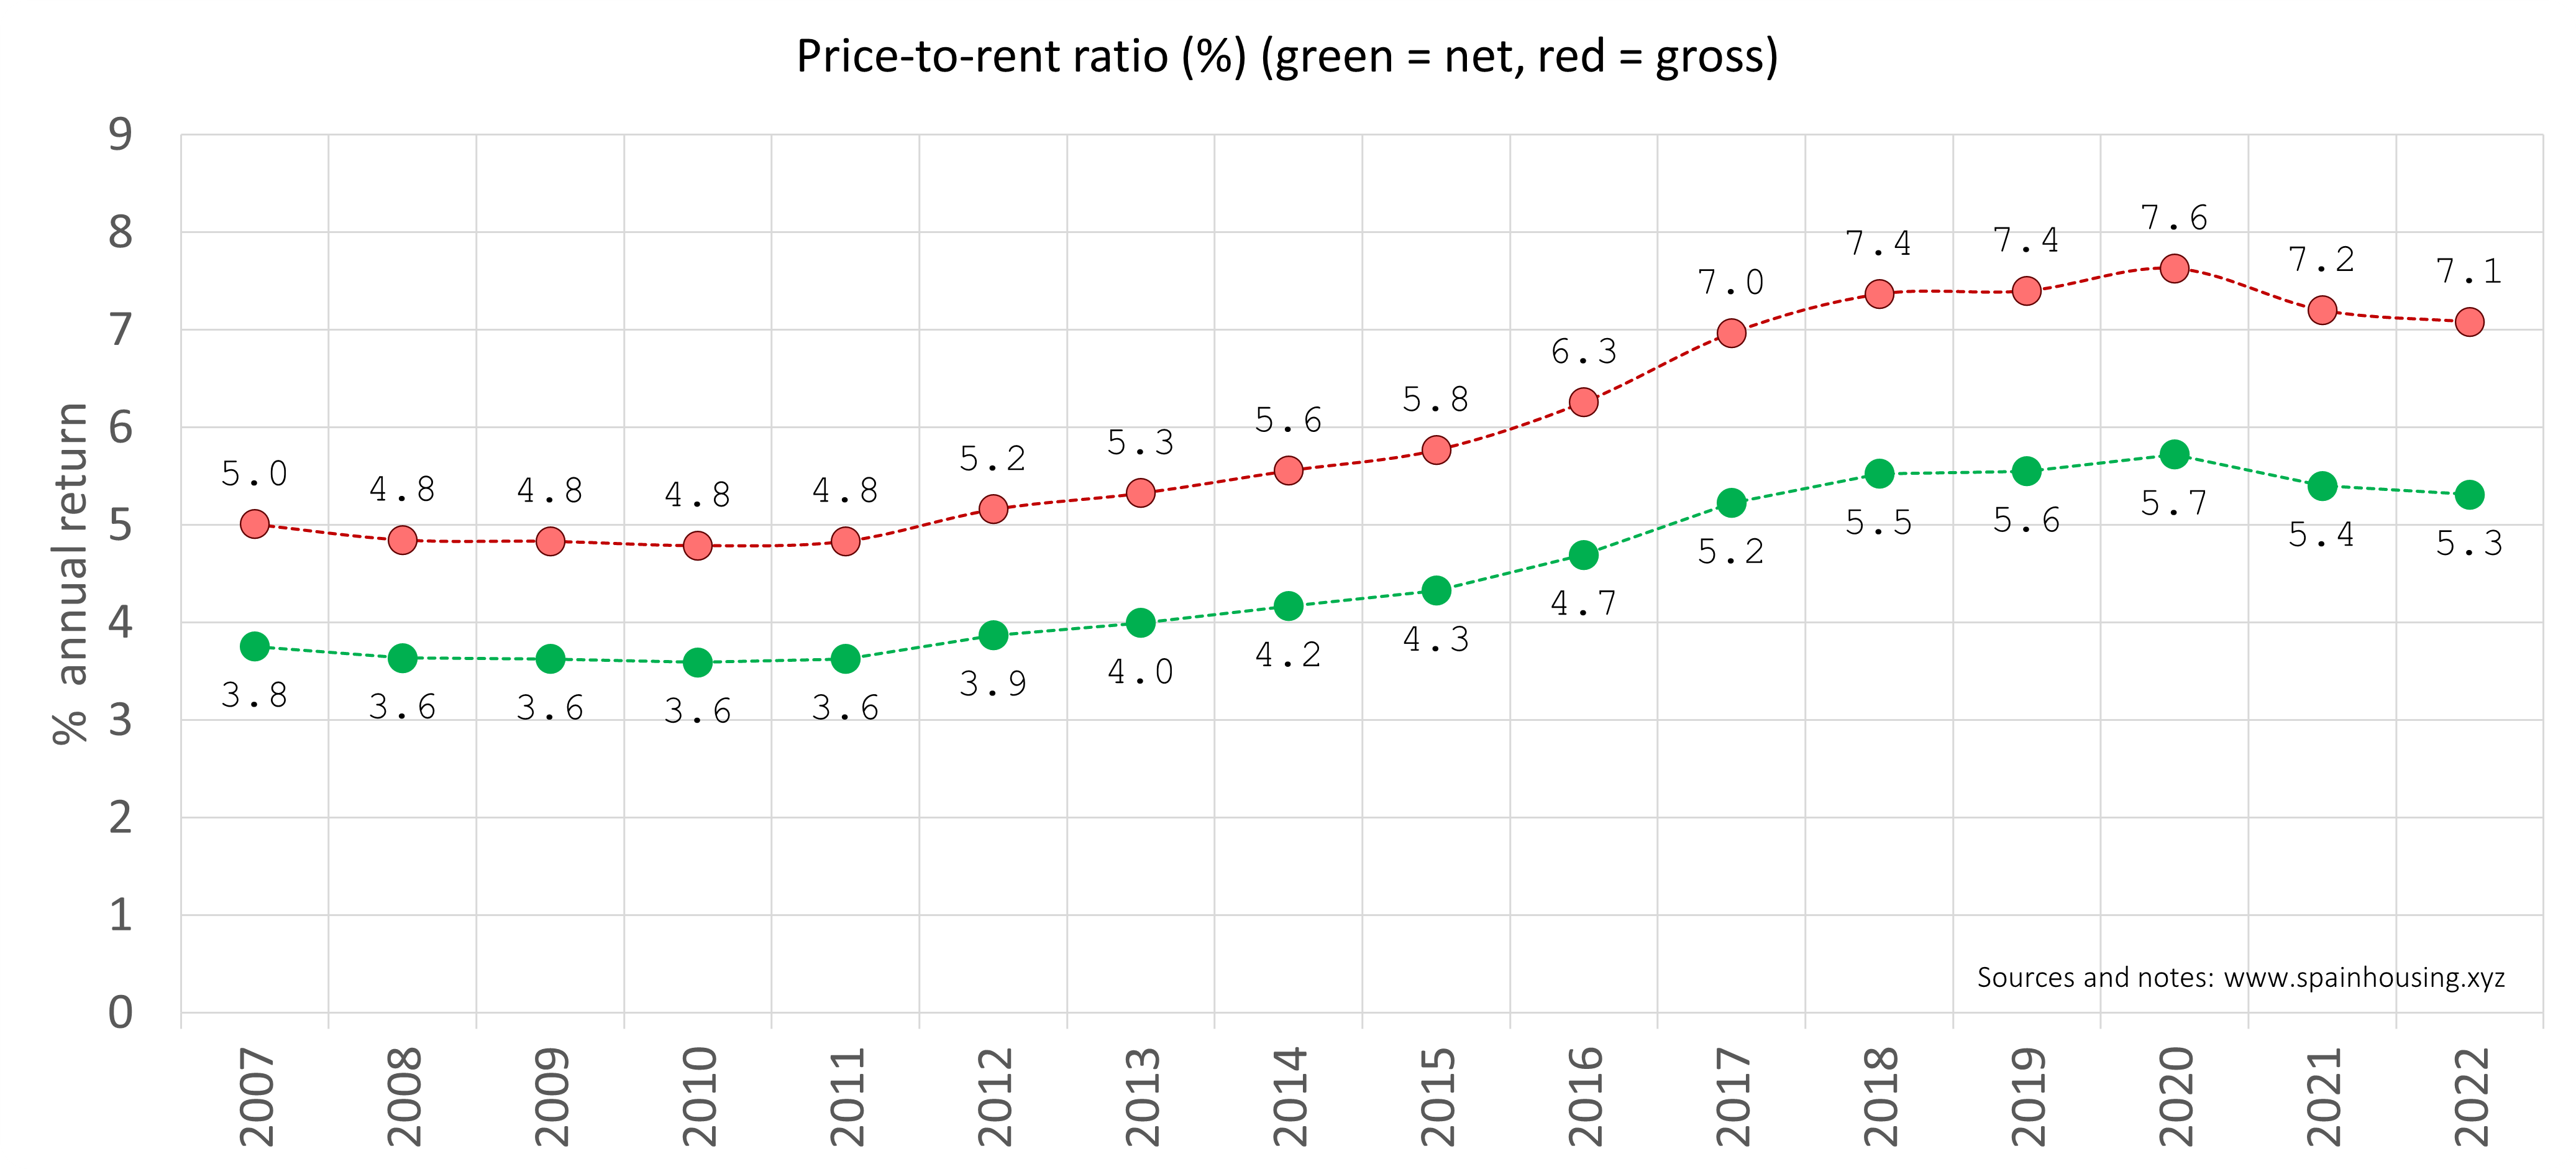 Price-to-rent ratio (%) (green = net, red = gross)
% annual return
9
8
7
6
5
4
3
2
1
0
5.0 4.8 4.8 4.8 4.8 5.2 5.3 5.6 5.8 6.3 7.0 7.4 7.4 7.6 7.2 7.1
3.8 3.6 3.6 3.6 3.6 3.9 4.0 4.2 4.3 4.7 5.2 5.5 5.6 5.7 5.4 5.3
Sources and notes: www.spainhousing.xyz
2007 2008 2009 2010 2011 2012 2013 2014 2015 2016 2017 2018 2019 2020 2021 2022